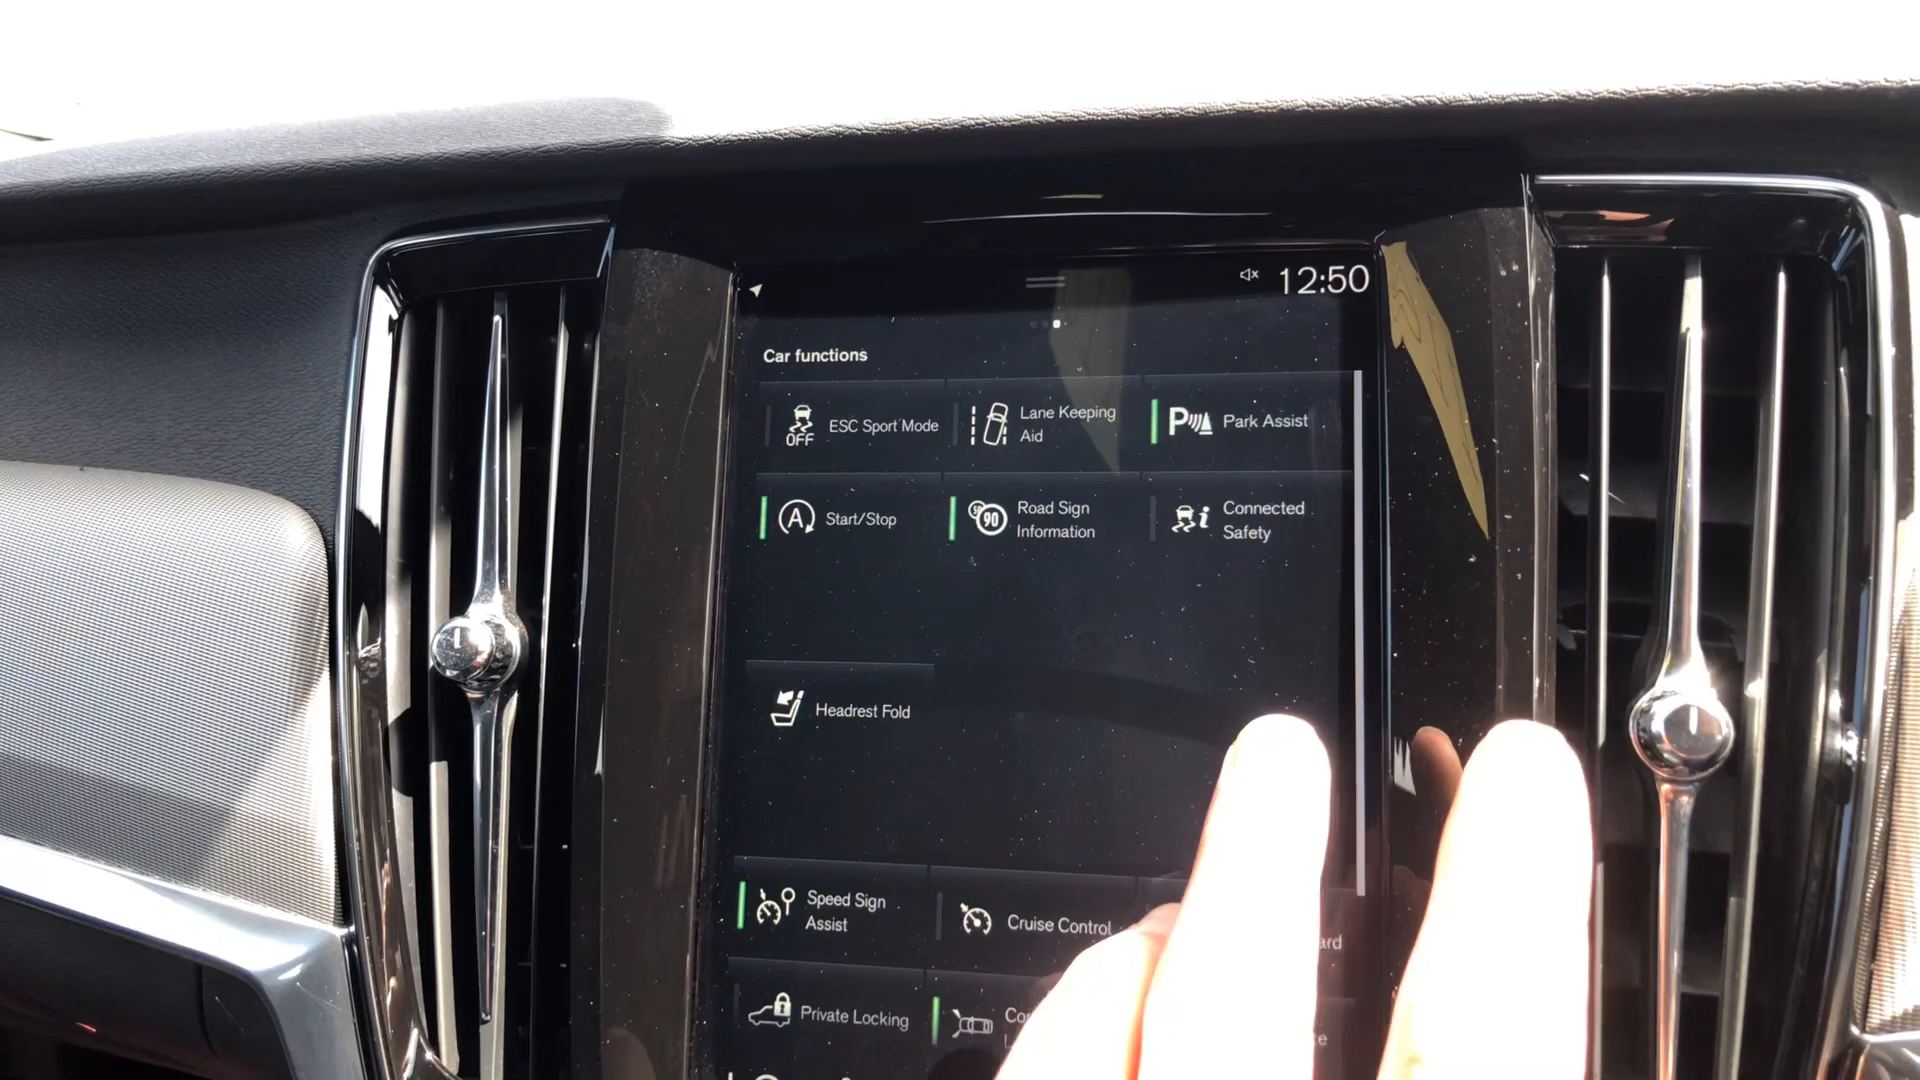 12:50
Car functions
OFF
ESC Sport Mode
Lane Keeping
Aid
P
Park Assist
A
Start/Stop
90
Road Sign
Information
Connected
Safety
Headrest Fold
Speed Sign
Assist
Cruise Control
Private Locking